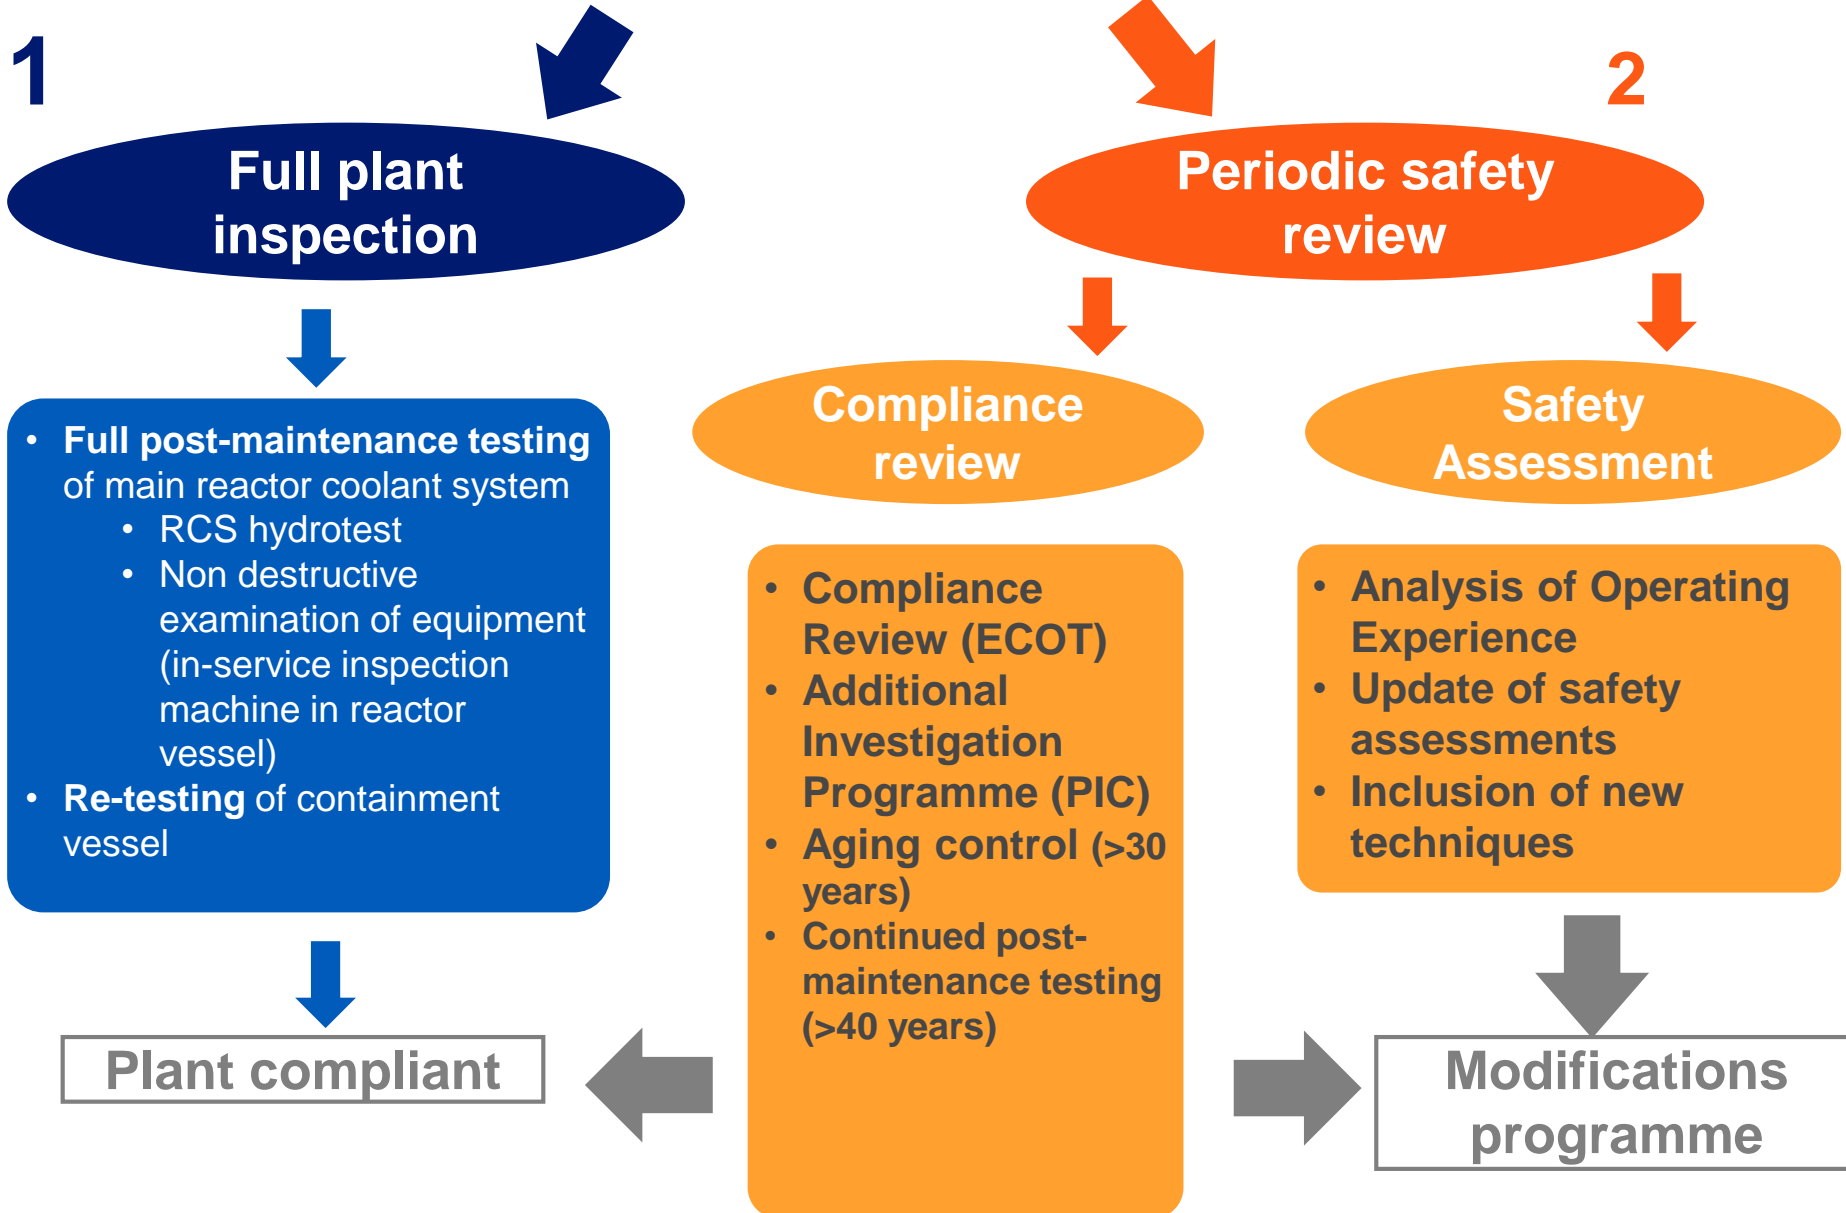 1
Full plant
inspection
• Full post-maintenance testing
of main reactor coolant system
• RCS hydrotest
• Non destructive
examination of equipment
(in-service inspection
machine in reactor
vessel)
• Re-testing of containment
vessel
Plant compliant
2
Periodic safety
review
Compliance
review
• Compliance
Review (ECOT)
• Additional
Investigation
Programme (PIC)
• Aging control (>30
years)
• Continued post-
maintenance testing
(>40 years)
Safety
Assessment
• Analysis of Operating
Experience
• Update of safety
assessments
• Inclusion of new
techniques
Modifications
programme